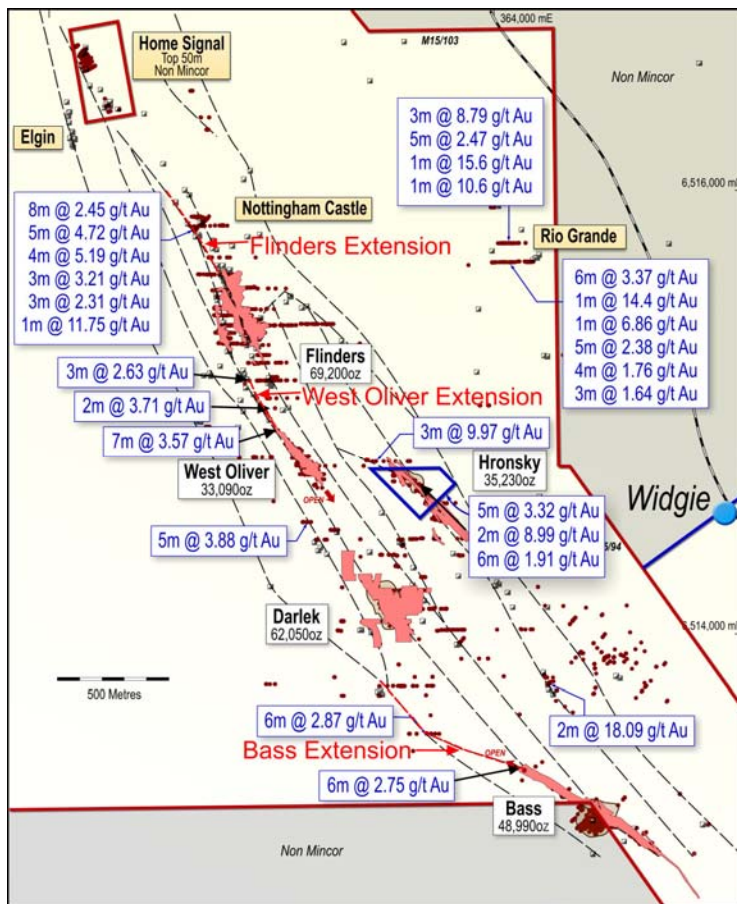 364,000 mE
M15/103
Home Signal
Top 50m
Non Mincor
Non Mincor
Elgin
3m @ 8.79 g/t Au
5m @ 2.47 g/t Au
1m @ 15.6 g/t Au
1m @ 10.6 g/t Au
6,516,000 mE
8m @ 2.45 g/t Au
5m @ 4.72 g/t Au
4m @ 5.19 g/t Au
3m @ 3.21 g/t Au
3m @ 2.31 g/t Au
1m @ 11.75 g/t Au
Nottingham Castle
Flinders Extension
Rio Grande
6m @ 3.37 g/t Au
1m @ 14.4 g/t Au
1m @ 6.86 g/t Au
5m @ 2.38 g/t Au
4m @ 1.76 g/t Au
3m @ 1.64 g/t Au
Flinders
69,200oz
3m @ 2.63 g/t Au
West Oliver Extension
2m @ 3.71 g/t Au
7m @ 3.57 g/t Au
3m @ 9.97 g/t Au
West Oliver
33,090oz
Hronsky
35,230oz
OPEN
Widgie
5m @ 3.32 g/t Au
2m @ 8.99 g/t Au
6m @ 1.91 g/t Au
5m @ 3.88 g/t Au
/94
Darlek
62,050oz
,514,000 mE
500 Metres
6m @ 2.87 g/t Au
2m @ 18.09 g/t Au
Bass Extension
OPEN
6m @ 2.75 g/t Au
Bass
48,990oz
Non Mincor